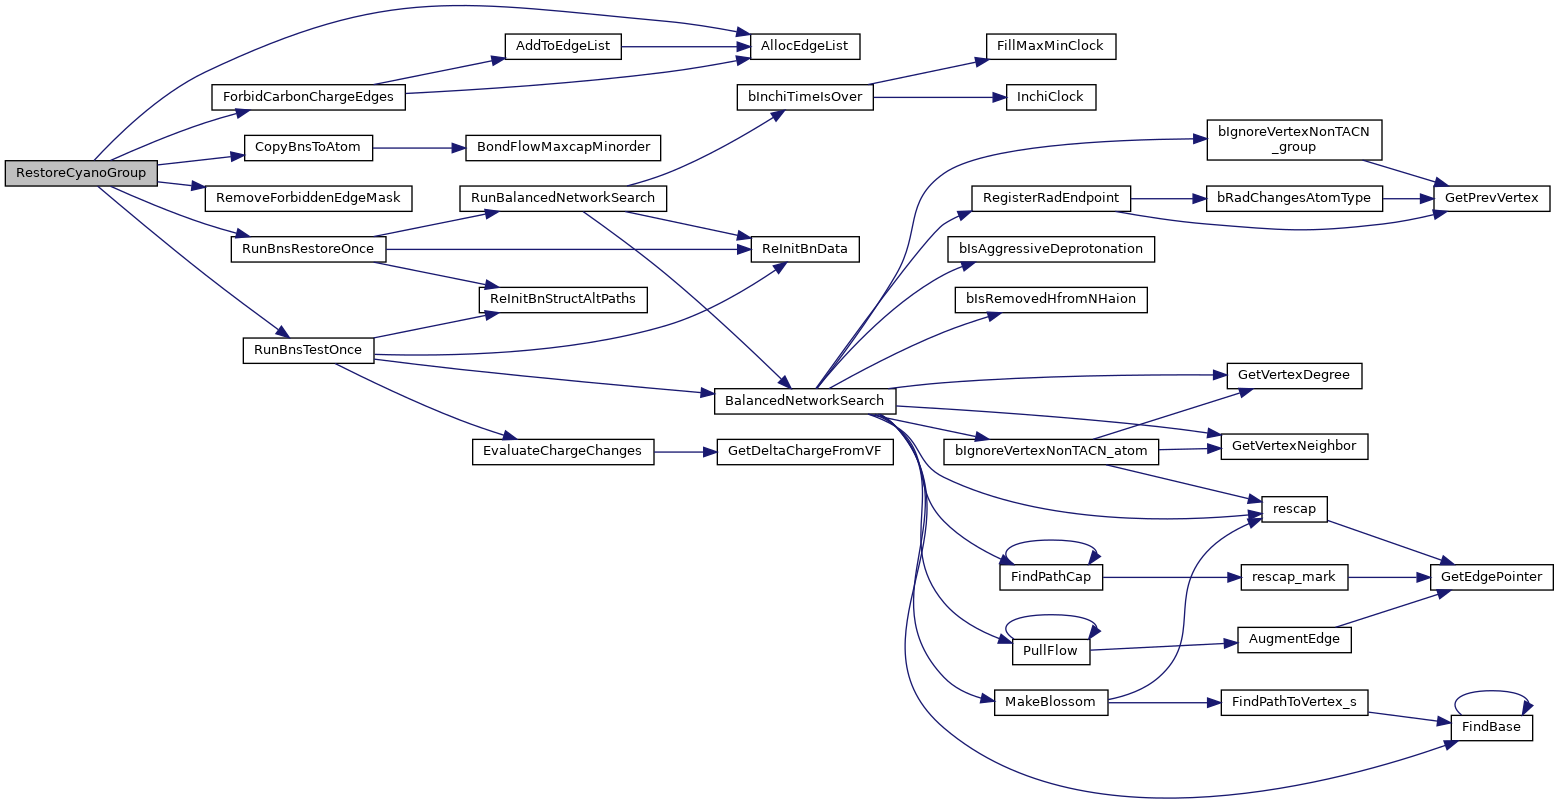 AddToEdgeList
AllocEdgeList
FillMaxMinClock
ForbidCarbonChargeEdges
bInchiTimeIsOver
InchiClock
CopyBnsToAtom
BondFlowMaxcapMinorder
bIgnoreVertexNonTACN
_group
RestoreCyanoGroup
RemoveForbiddenEdgeMask
RunBalancedNetworkSearch
RegisterRadEndpoint
bRadChangesAtomType
GetPrevVertex
RunBnsRestoreOnce
ReInitBnData
bIsAggressiveDeprotonation
ReInitBnStructAltPaths
bIsRemovedHfromNHaion
RunBnsTestOnce
GetVertexDegree
BalancedNetworkSearch
EvaluateChargeChanges
GetDeltaChargeFromVF
bIgnoreVertexNonTACN_atom
GetVertexNeighbor
rescap
FindPathCap
rescap_mark
GetEdgePointer
PullFlow
AugmentEdge
MakeBlossom
FindPathToVertex_s
FindBase